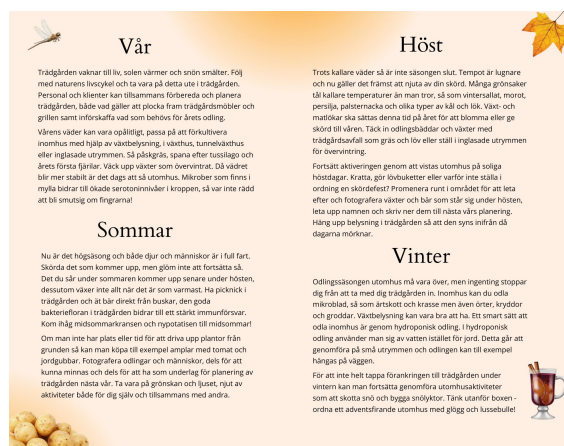 Vår
Trädgården vaknar till liv, solen värmer och snön smälter. Följ
med naturens livscykel och ta vara på detta ute i trädgården.
Personal och klienter kan tillsammans förbereda och planera
trädgården, både vad gäller att plocka fram trädgårdsmöbler och
grillen samt införskaffa vad som behövs för årets odling.
Vårens väder kan vara opålitligt, passa på att förkultivera
inomhus med hjälp av växtbelysning, i växthus, tunnelväxthus
eller inglasade utrymmen. Så påskgräs, spana efter tussilago och
årets första fjärilar. Väck upp växter som övervintrat. Då vädret
blir mer stabilt är det dags att så utomhus. Mikrober som finns i
mylla bidrar till ökade serotoninnivåer i kroppen, så var inte rädd
att bli smutsig om fingrarna!
Sommar
Nu är det högsäsong och både djur och människor är i full fart.
Skörda det som kommer upp, men glöm inte att fortsätta så.
Det du sår under sommaren kommer upp senare under hösten,
dessutom växer inte allt när det är som varmast. Ha picknick i
trädgården och ät bär direkt från buskar, den goda
bakteriefloran i trädgården bidrar till ett stärkt immunförsvar.
Kom ihåg midsommarkransen och nypotatisen till midsommar!
Om man inte har plats eller tid för att driva upp plantor från
grunden så kan man köpa till exempel amplar med tomat och
jordgubbar. Fotografera odlingar och människor, dels för att
kunna minnas och dels för att ha som underlag för planering av
trädgården nästa vår. Ta vara på grönskan och ljuset, njut av
aktiviteter både för dig själv och tillsammans med andra.
Höst
Trots kallare väder så är inte säsongen slut. Tempot är lugnare
och nu gäller det främst att njuta av din skörd. Många grönsaker
tål kallare temperaturer än man tror, så som vintersallat, morot,
persilja, palsternacka och olika typer av kål och lök. Växt- och
matlökar ska sättas denna tid på året för att blomma eller ge
skörd till våren. Täck in odlingsbäddar och växter med
trädgårdsavfall som gräs och löv eller ställ i inglasade utrymmen
för övervintring.
Fortsätt aktiveringen genom att vistas utomhus på soliga
höstdagar. Kratta, gör lövbuketter eller varför inte ställa i
ordning en skördefest? Promenera runt i området för att leta
efter och fotografera växter och bär som står sig under hösten,
leta upp namnen och skriv ner dem till nästa vårs planering.
Häng upp belysning i trädgården så att den syns inifrån då
dagarna mörknar.
Vinter
Odlingssäsongen utomhus må vara över, men ingenting stoppar
dig från att ta med dig trädgården in. Inomhus kan du odla
mikroblad, så som ärtskott och krasse men även örter, kryddor
och groddar. Växtbelysning kan vara bra att ha. Ett smart sätt att
odla inomhus är genom hydroponisk odling. I hydroponisk
odling använder man sig av vatten istället för jord. Detta går att
genomföra på små utrymmen och odlingen kan till exempel
hängas på väggen.
För att inte helt tappa förankringen till trädgården under
vintern kan man fortsätta genomföra utomhusaktiviteter
som att skotta snö och bygga snölyktor. Tänk utanför boxen -
ordna ett adventsfirande utomhus med glögg och lussebulle!